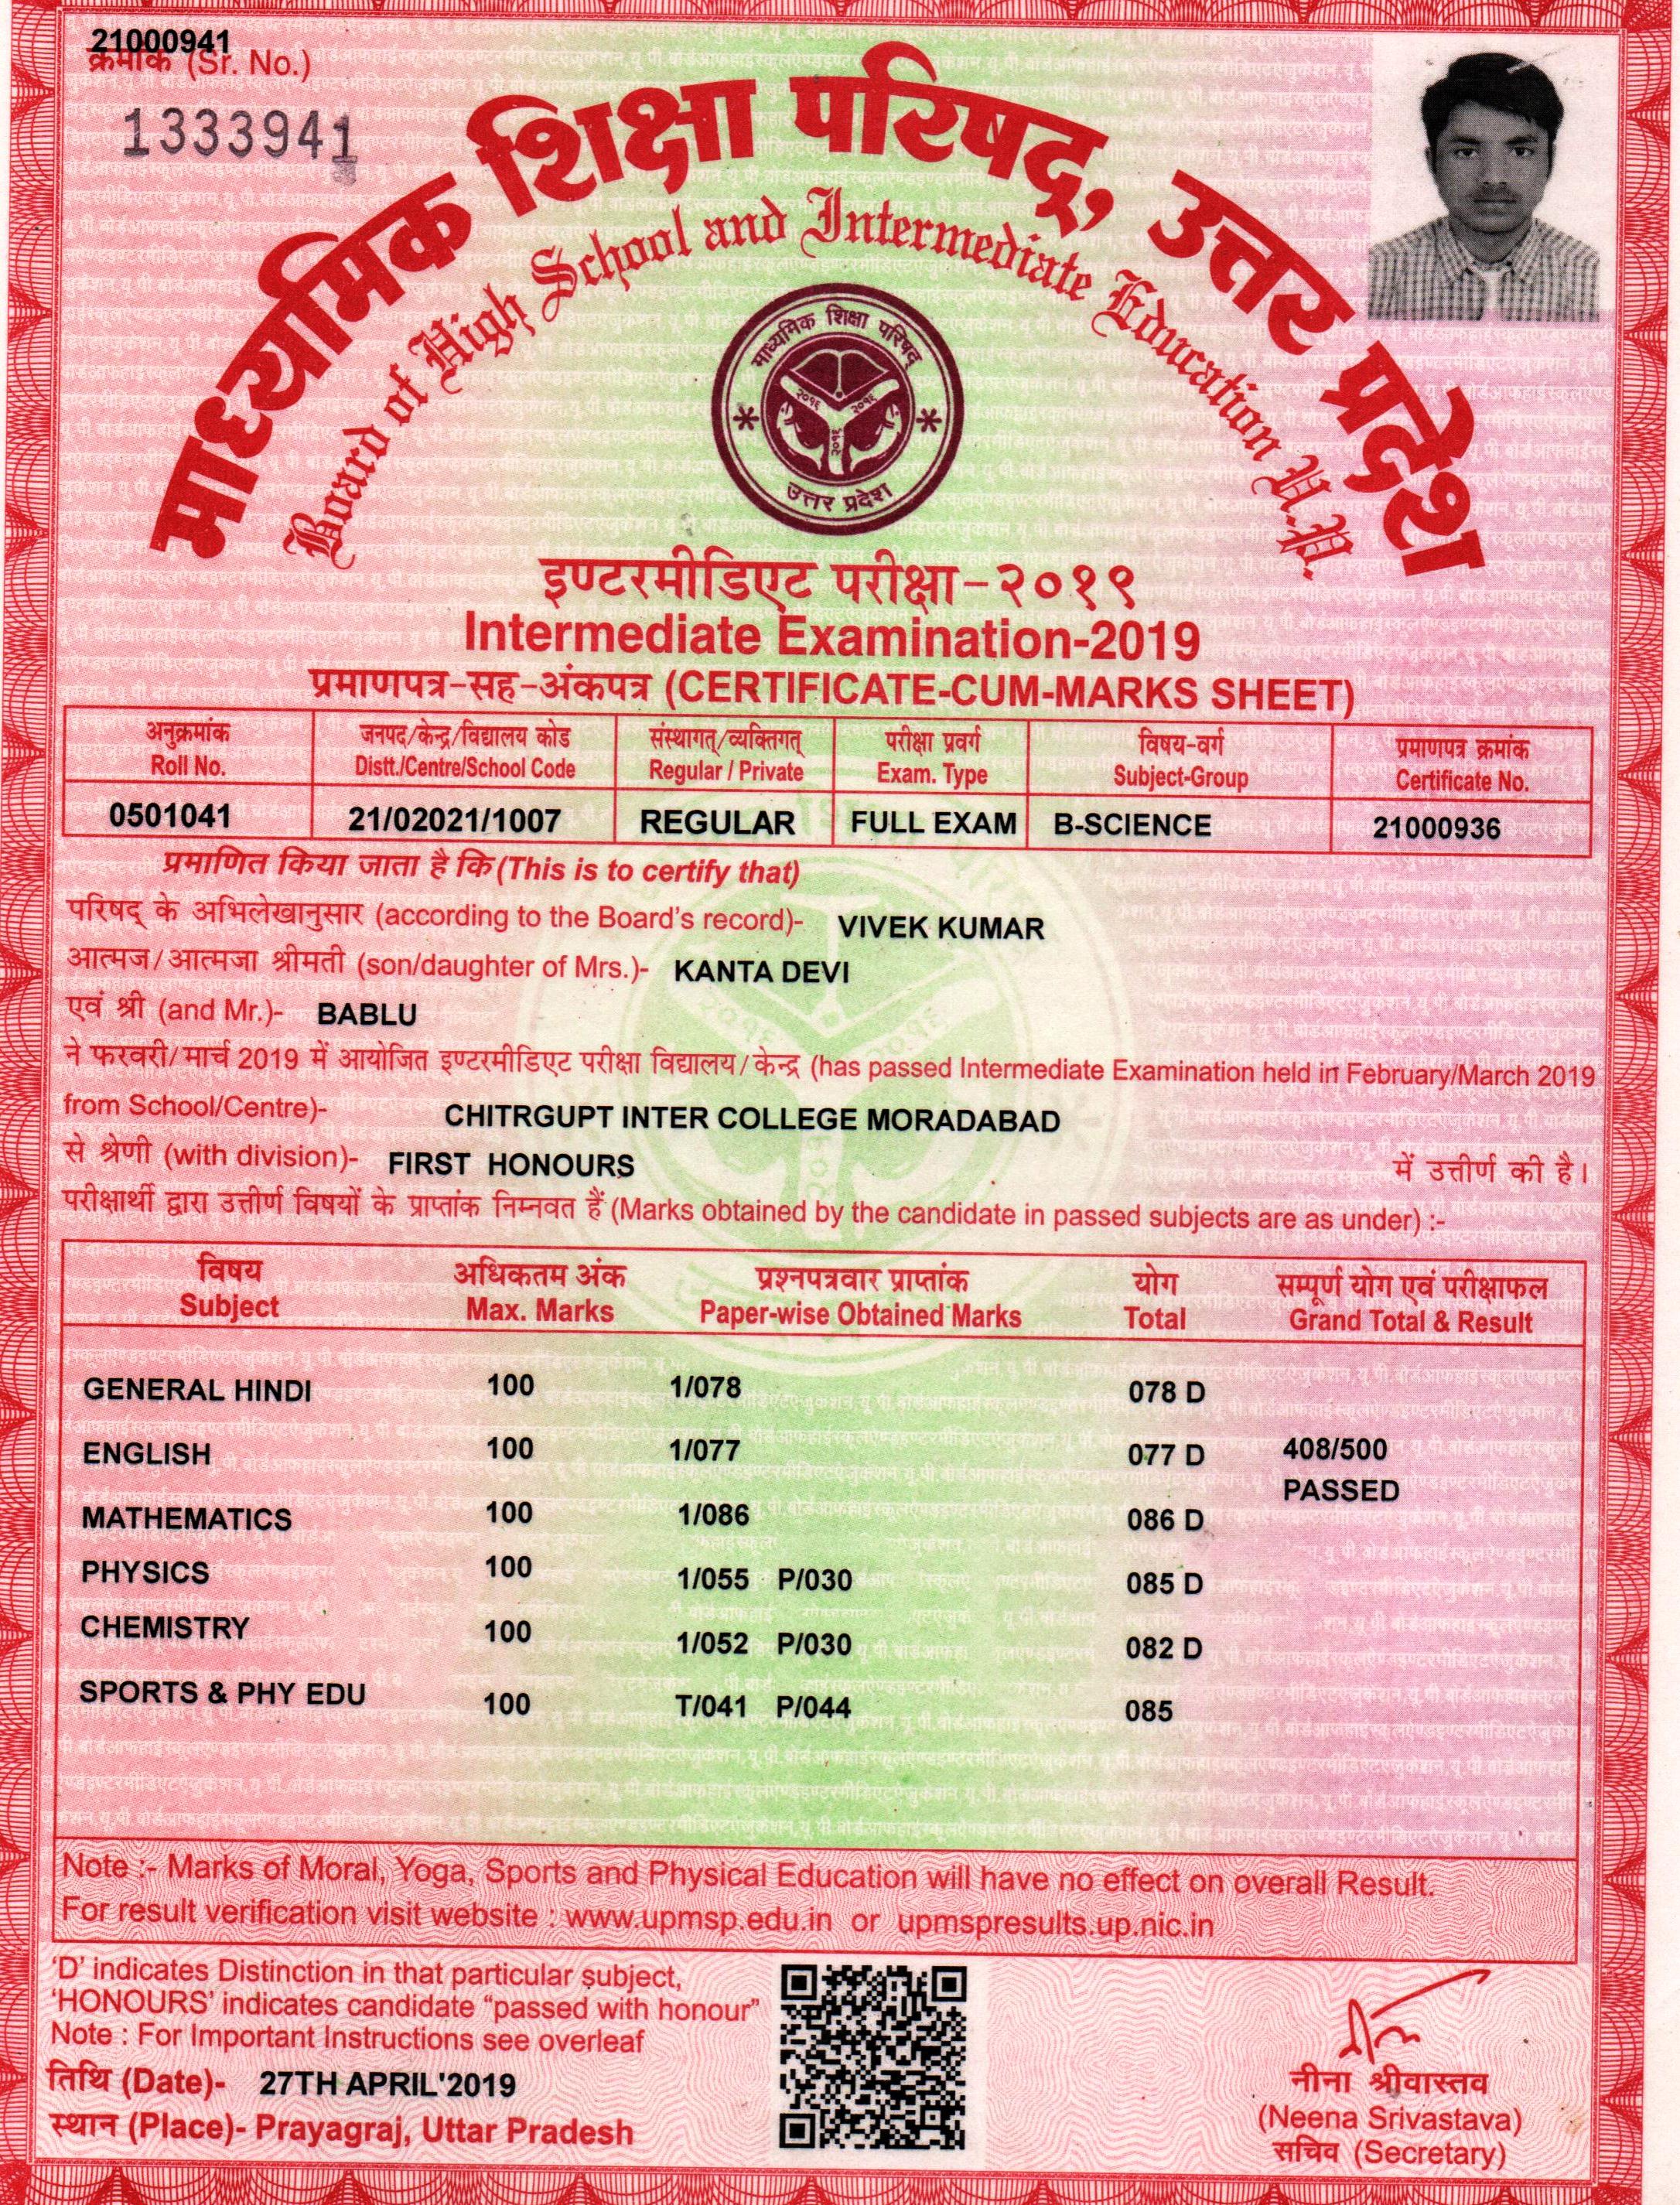 21000941
क्रमांक (Sr. No.)
1333941
माध्यमिक शिक्षा परिषद्, उत्तर प्रदेश
Board of High School and Intermediate Education U.P.
माध्यमिक शिक्षा परिषद्
२०१६ २०१६
२०१६
उत्तर प्रदेश
इण्टरमीडिएट परीक्षा-२०१९
Intermediate Examination-2019
प्रमाणपत्र-सह-अंकपत्र (CERTIFICATE-CUM-MARKS SHEET)
अनुक्रमांक जनपद/केन्द्र/विद्यालय कोड संस्थागत्/व्यक्तिगत् परीक्षा प्रवर्ग विषय-वर्ग प्रमाणपत्र क्रमांक
Roll No. Distt./Centre/School Code Regular / Private Exam. Type Subject-Group Certificate No.
0501041 21/02021/1007 REGULAR FULL EXAM B-SCIENCE 21000936
प्रमाणित किया जाता है कि (This is to certify that)
परिषद् के अभिलेखानुसार (according to the Board's record)- VIVEK KUMAR
आत्मज/आत्मजा श्रीमती (son/daughter of Mrs.)- KANTA DEVI
एवं श्री (and Mr.)- BABLU
ने फरवरी/मार्च 2019 में आयोजित इण्टरमीडिएट परीक्षा विद्यालय/केन्द्र (has passed Intermediate Examination held in February/March 2019
from School/Centre)- CHITRGUPT INTER COLLEGE MORADABAD
से श्रेणी (with division)- FIRST HONOURS में उत्तीर्ण की है।
परीक्षार्थी द्वारा उत्तीर्ण विषयों के प्राप्तांक निम्नवत हैं (Marks obtained by the candidate in passed subjects are as under) :-
विषय अधिकतम अंक प्रश्नपत्रवार प्राप्तांक योग सम्पूर्ण योग एवं परीक्षाफल
Subject Max. Marks Paper-wise Obtained Marks Total Grand Total & Result
GENERAL HINDI 100 1/078 078 D
ENGLISH 100 1/077 077 D 408/500
PASSED
MATHEMATICS 100 1/086 086 D
PHYSICS 100 1/055 P/030 085 D
CHEMISTRY 100 1/052 P/030 082 D
SPORTS & PHY EDU 100 T/041 P/044 085
Note :- Marks of Moral, Yoga, Sports and Physical Education will have no effect on overall Result.
For result verification visit website : www.upmsp.edu.in or upmspresults.up.nic.in
'D' indicates Distinction in that particular subject,
'HONOURS' indicates candidate "passed with honour"
Note : For Important Instructions see overleaf
तिथि (Date)- 27TH APRIL'2019
स्थान (Place)- Prayagraj, Uttar Pradesh
नीना श्रीवास्तव
(Neena Srivastava)
सचिव (Secretary)